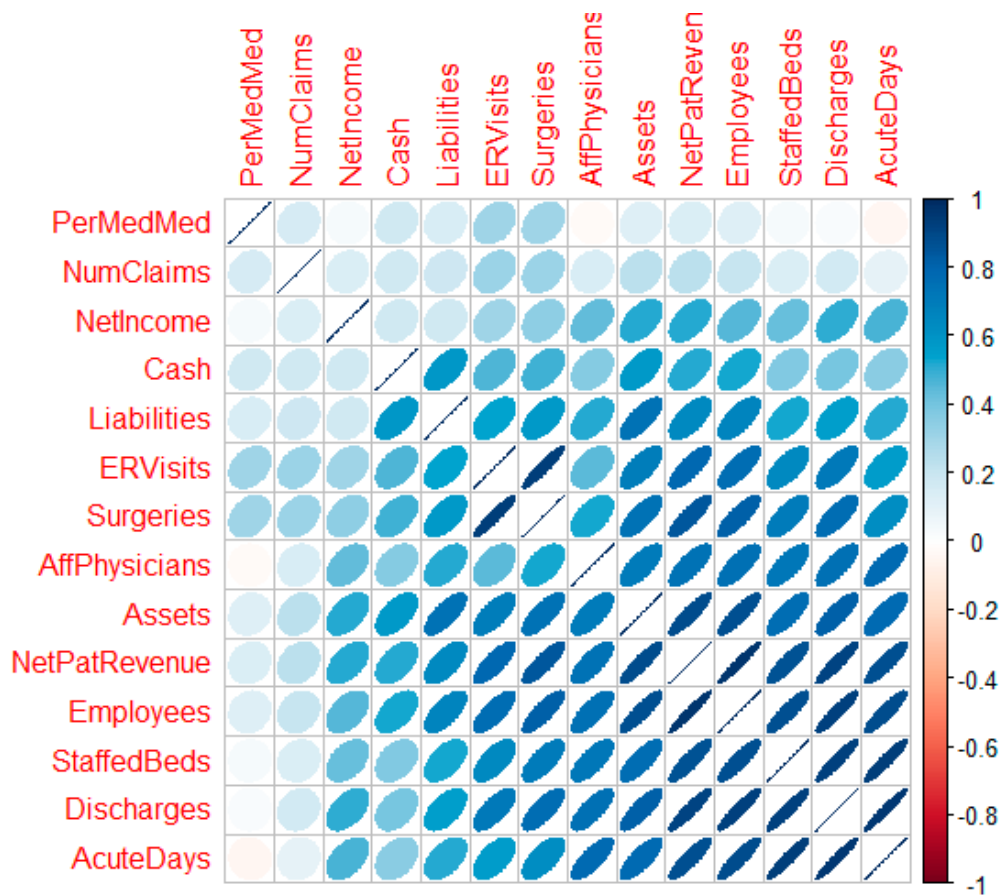 PerMedMed
NumClaims
NetIncome
Cash
Liabilities
ERVisits
Surgeries
AffPhysicians
Assets
NetPatReven
Employees
StaffedBeds
Discharges
AcuteDays
PerMedMed
NumClaims
NetIncome
Cash
Liabilities
ERVisits
Surgeries
AffPhysicians
Assets
NetPatRevenue
Employees
StaffedBeds
Discharges
AcuteDays
1
0.8
0.6
0.4
0.2
0
-0.2
-0.4
-0.6
-0.8
-1